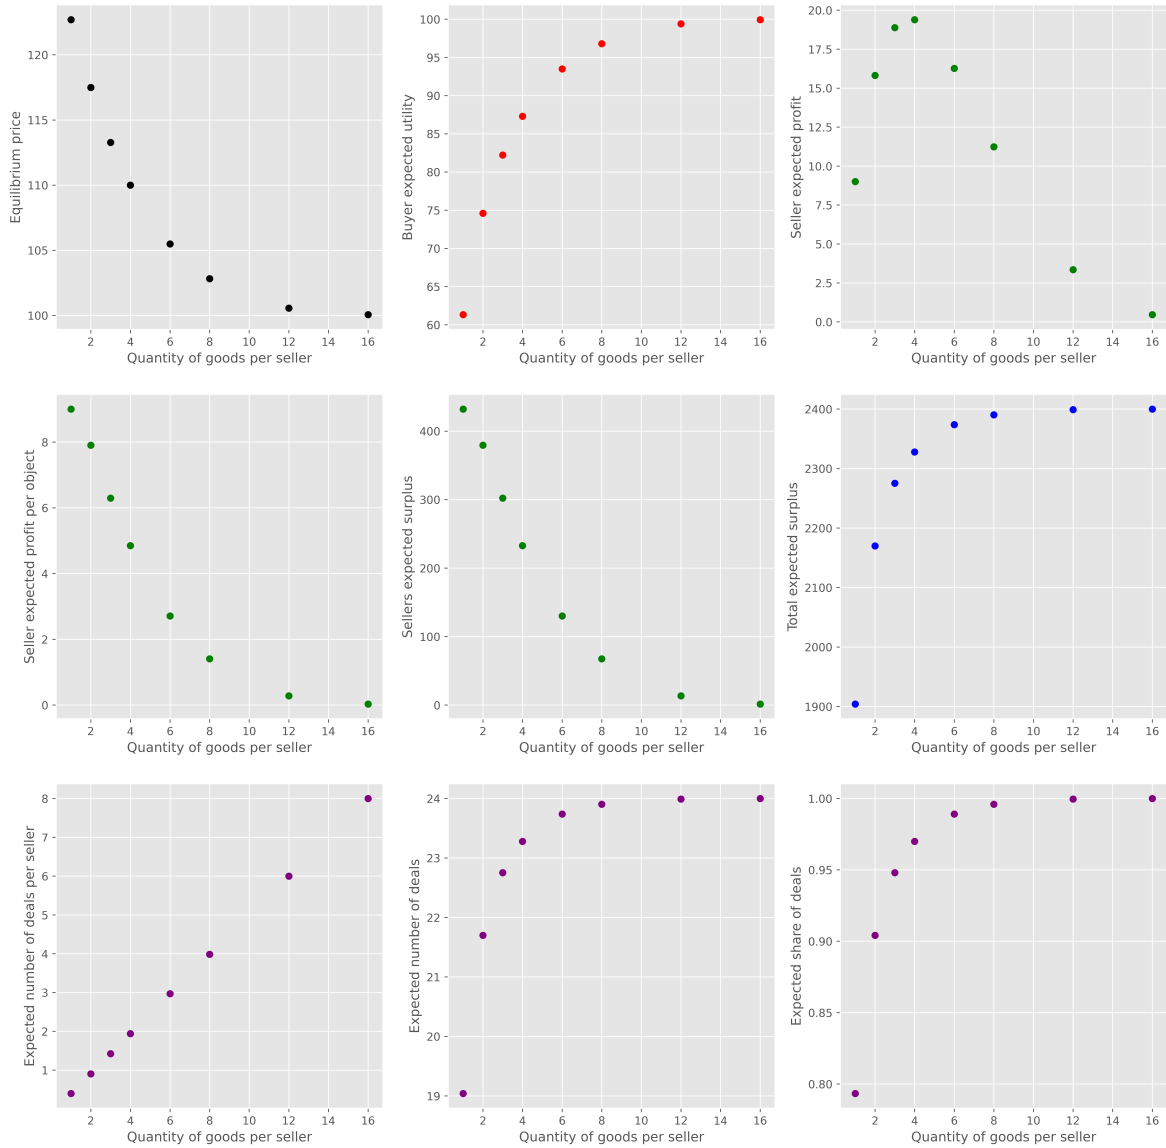 Equilibrium price
120
115
110
105
100
2 4 6 8 10 12 14 16
Quantity of goods per seller
Buyer expected utility
100
95
90
85
80
75
70
65
60
2 4 6 8 10 12 14 16
Quantity of goods per seller
Seller expected profit
20.0
17.5
15.0
12.5
10.0
7.5
5.0
2.5
0.0
2 4 6 8 10 12 14 16
Quantity of goods per seller
Seller expected profit per object
8
6
4
2
0
2 4 6 8 10 12 14 16
Quantity of goods per seller
Sellers expected surplus
400
300
200
100
0
2 4 6 8 10 12 14 16
Quantity of goods per seller
Total expected surplus
2400
2300
2200
2100
2000
1900
2 4 6 8 10 12 14 16
Quantity of goods per seller
Expected number of deals per seller
8
7
6
5
4
3
2
1
2 4 6 8 10 12 14 16
Quantity of goods per seller
Expected number of deals
24
23
22
21
20
19
2 4 6 8 10 12 14 16
Quantity of goods per seller
Expected share of deals
1.00
0.95
0.90
0.85
0.80
2 4 6 8 10 12 14 16
Quantity of goods per seller